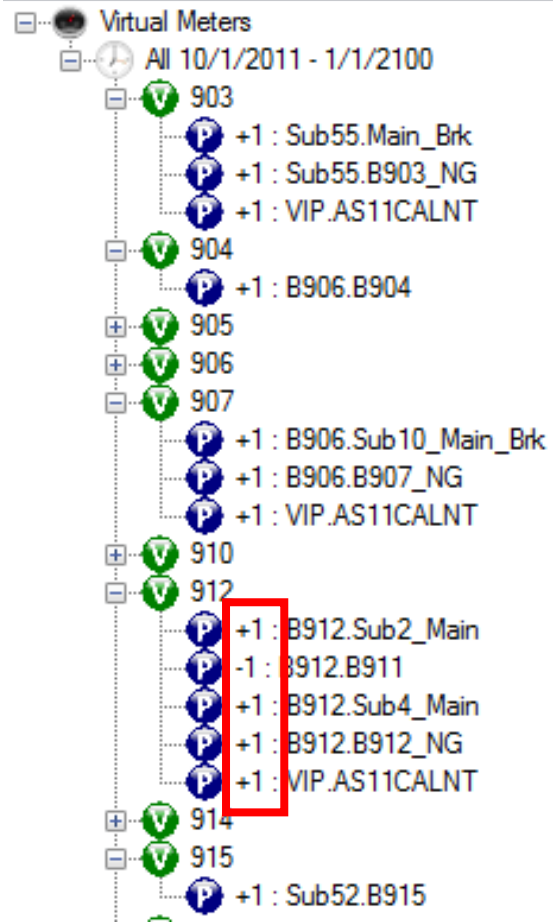 Virtual Meters
All 10/1/2011 - 1/1/2100
V 903
P +1 : Sub55.Main_Brk
P +1 : Sub55.B903_NG
P +1 : VIP.AS11CALNT
V 904
P +1 : B906.B904
V 905
V 906
V 907
P +1 : B906.Sub10_Main_Brk
P +1 : B906.B907_NG
P +1 : VIP.AS11CALNT
V 910
V 912
P +1 : B912.Sub2_Main
P -1 : B912.B911
P +1 : B912.Sub4_Main
P +1 : B912.B912_NG
P +1 : VIP.AS11CALNT
V 914
V 915
P +1 : Sub52.B915